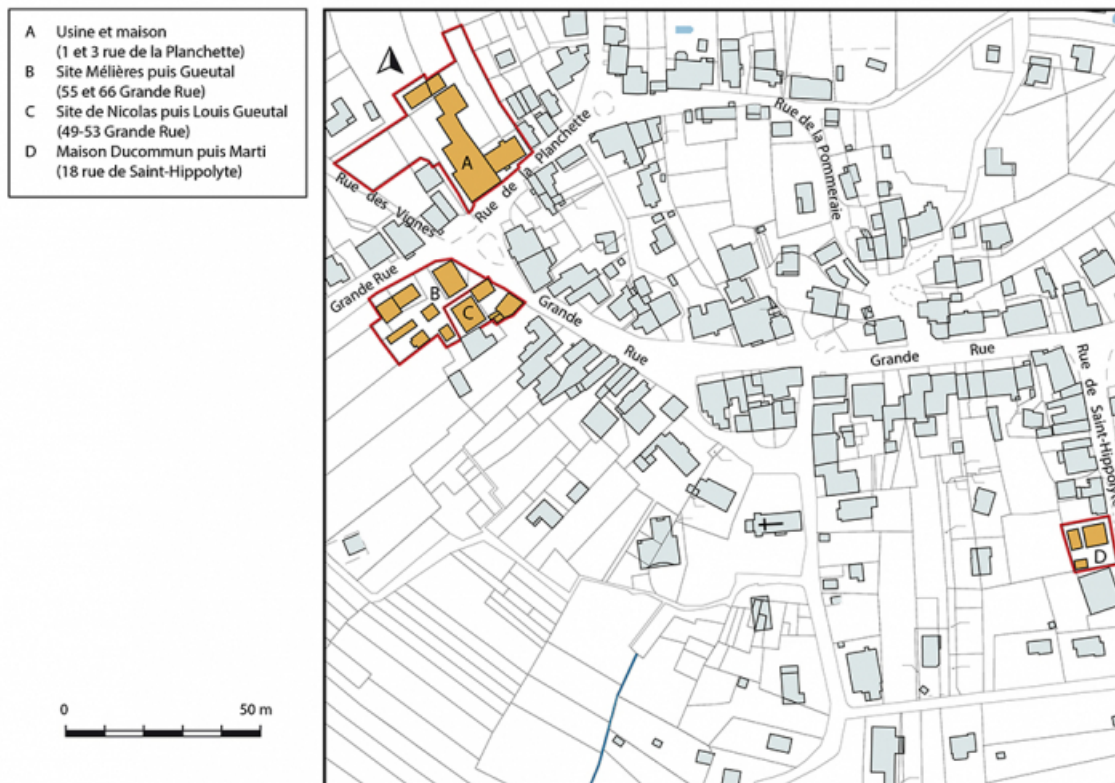 A Usine et maison
(1 et 3 rue de la Planchette)
B Site Mélières puis Gueutal
(55 et 66 Grande Rue)
C Site de Nicolas puis Louis Gueutal
(49-53 Grande Rue)
D Maison Ducommun puis Marti
(18 rue de Saint-Hippolyte)
0 50 m
A
Rue de Planchette
Rue de la Pommeraie
Rue des Vignes
Grande Rue
B
C
Grande Rue
Grande Rue
Rue de Saint-Hippolyte
D